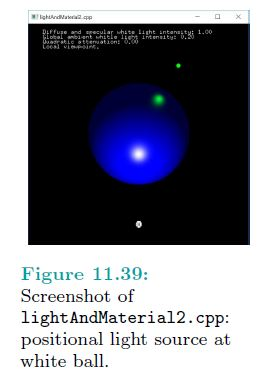 lightAndMaterial2.cpp
Diffuse and specular white light intensity: 1.00
Global ambient white light intensity: 0.20
Quadratic attenuation: 0.00
Local viewpoint.
Figure 11.39:
Screenshot of
lightAndMaterial2.cpp:
positional light source at
white ball.